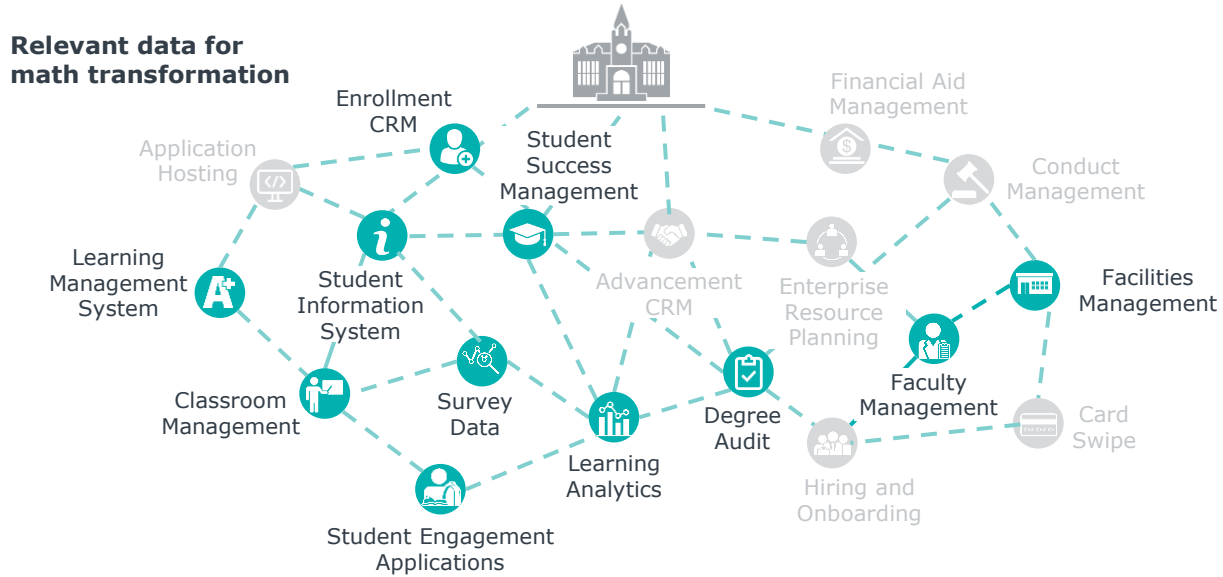 Relevant data for
math transformation
Enrollment
CRM
Financial Aid
Management
Application
Hosting
Student
Success
Management
Conduct
Management
Learning
Management
System
Student
Information
System
Advancement
CRM
Enterprise
Resource
Planning
Facilities
Management
Classroom
Management
Survey
Data
Degree
Audit
Faculty
Management
Card
Swipe
Learning
Analytics
Hiring and
Onboarding
Student Engagement
Applications